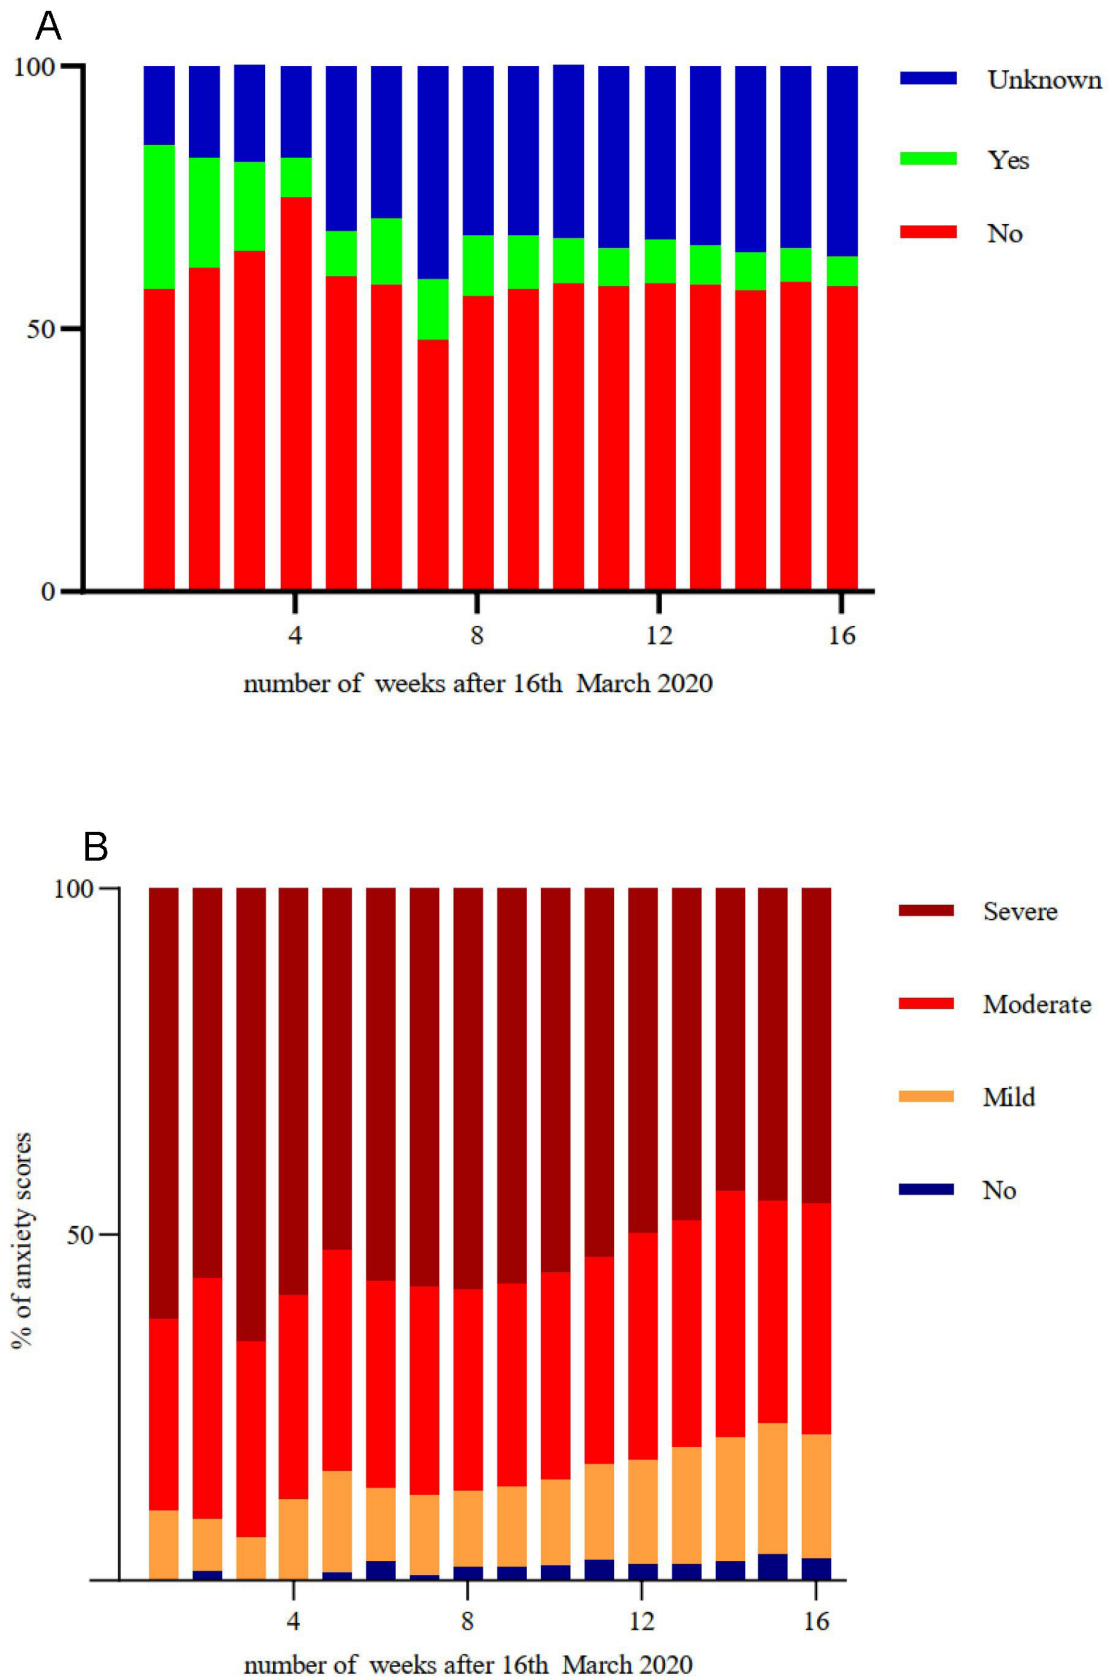 A
100
50
0
4 8 12 16
number of  weeks after 16th  March 2020
Unknown
Yes
No
B
100
50
% of anxiety scores
4 8 12 16
number of  weeks after 16th  March 2020
Severe
Moderate
Mild
No